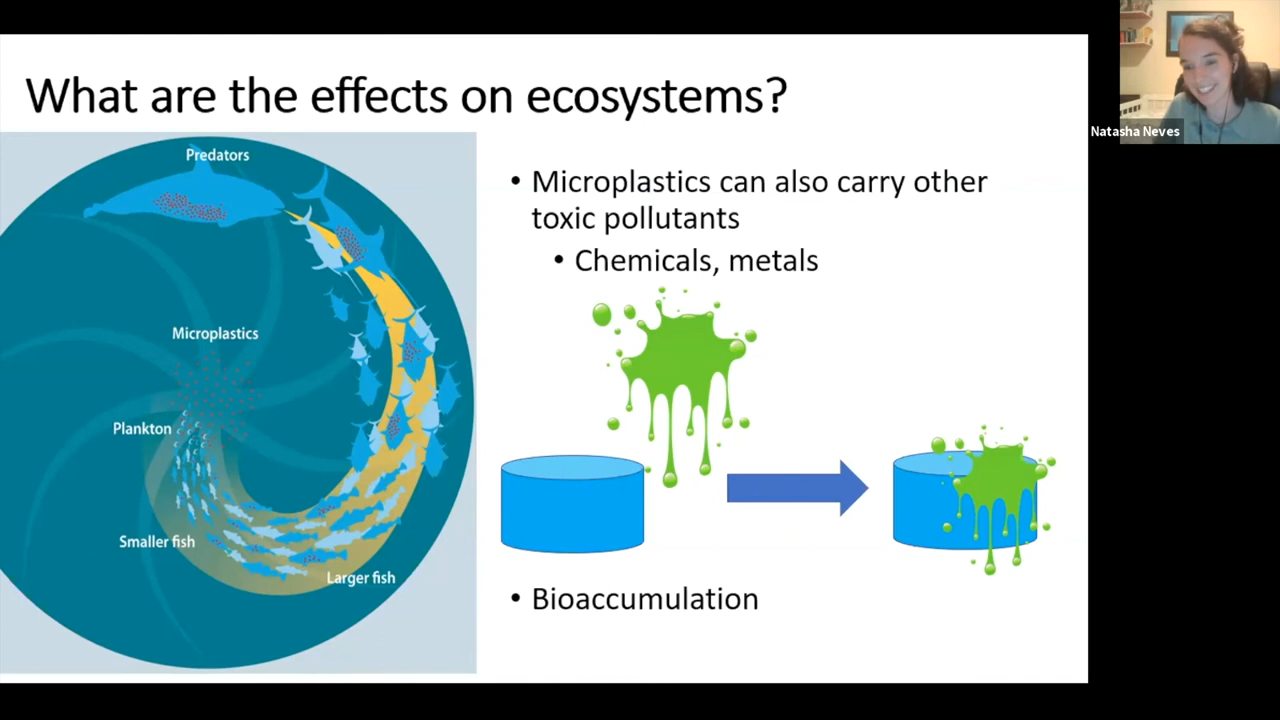 What are the effects on ecosystems?
Predators
Microplastics
Plankton
Smaller fish
Larger fish
• Microplastics can also carry other
toxic pollutants
• Chemicals, metals
• Bioaccumulation
Natasha Neves